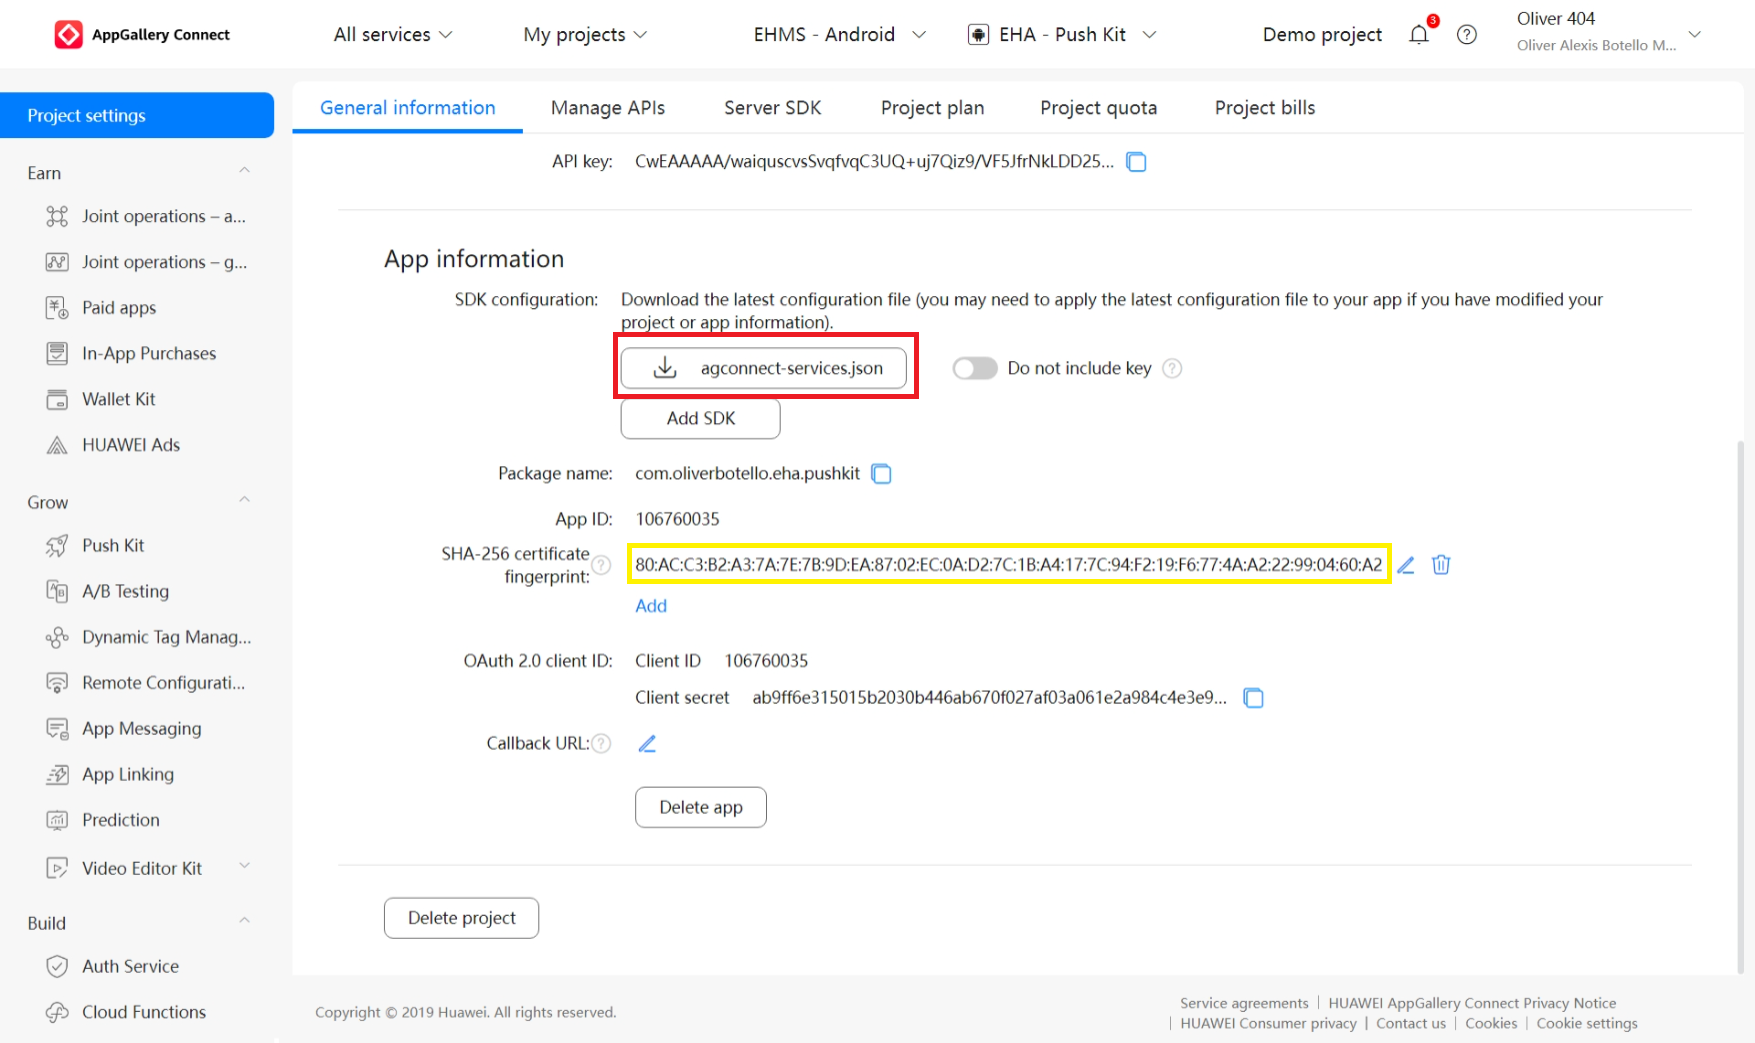 AppGallery Connect
All services
My projects
EHMS - Android
EHA - Push Kit
Demo project
3
Oliver 404
Oliver Alexis Botello M...
Project settings
Earn
Joint operations – a...
Joint operations – g...
Paid apps
In-App Purchases
Wallet Kit
HUAWEI Ads
Grow
Push Kit
A/B Testing
Dynamic Tag Manag...
Remote Configurati...
App Messaging
App Linking
Prediction
Video Editor Kit
Build
Auth Service
Cloud Functions
General information
Manage APIs
Server SDK
Project plan
Project quota
Project bills
API key: CwEAAAAA/waiquscvsSvqfvqC3UQ+uj7Qiz9/VF5JfrNkLDD25...
App information
SDK configuration: Download the latest configuration file (you may need to apply the latest configuration file to your app if you have modified your
project or app information).
agconnect-services.json
Do not include key ?
Add SDK
Package name: com.oliverbotello.eha.pushkit
App ID: 106760035
SHA-256 certificate
fingerprint: ? 80:AC:C3:B2:A3:7A:7E:7B:9D:EA:87:02:EC:0A:D2:7C:1B:A4:17:7C:94:F2:19:F6:77:4A:A2:22:99:04:60:A2
Add
OAuth 2.0 client ID: Client ID 106760035
Client secret ab9ff6e315015b2030b446ab670f027af03a061e2a984c4e3e9...
Callback URL: ?
Delete app
Delete project
Copyright © 2019 Huawei. All rights reserved.
Service agreements | HUAWEI AppGallery Connect Privacy Notice
| HUAWEI Consumer privacy | Contact us | Cookies | Cookie settings